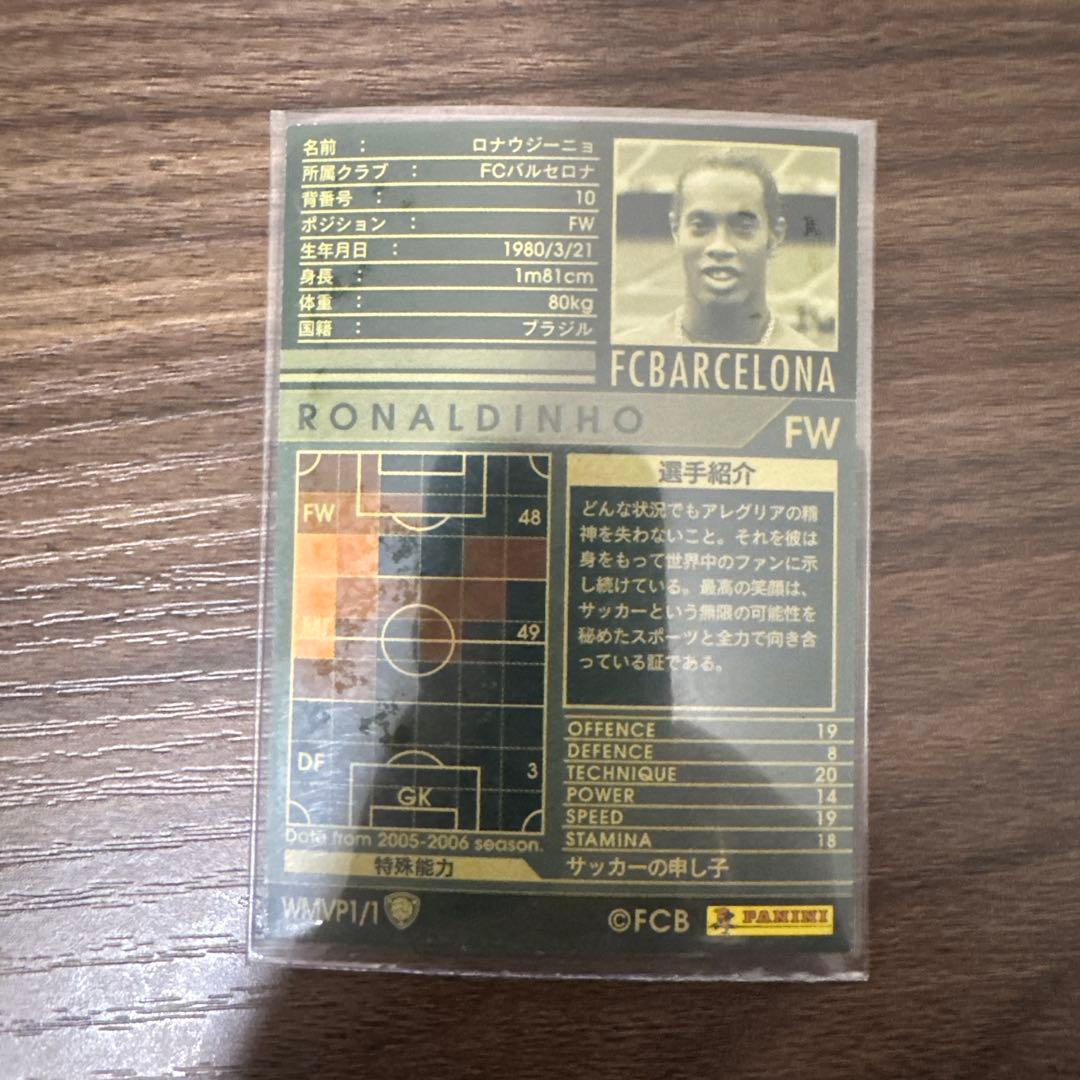 名前 : ロナウジーニョ
所属クラブ : FCバルセロナ
背番号 : 10
ポジション : FW
生年月日 : 1980/3/21
身長 : 1m81cm
体重 : 80kg
国籍 : ブラジル
FCBARCELONA
RONALDINHO
FW
FW 48
MF 49
DF 3
GK
Data from 2005-2006 season.
特殊能力
選手紹介
どんな状況でもアレグリアの精
神を失わないこと。それを彼は
身をもって世界中のファンに示
し続けている。最高の笑顔は、
サッカーという無限の可能性を
秘めたスポーツと全力で向き合
っている証である。
OFFENCE 19
DEFENCE 8
TECHNIQUE 20
POWER 14
SPEED 19
STAMINA 18
サッカーの申し子
WMVP1/1
©FCB PANINI